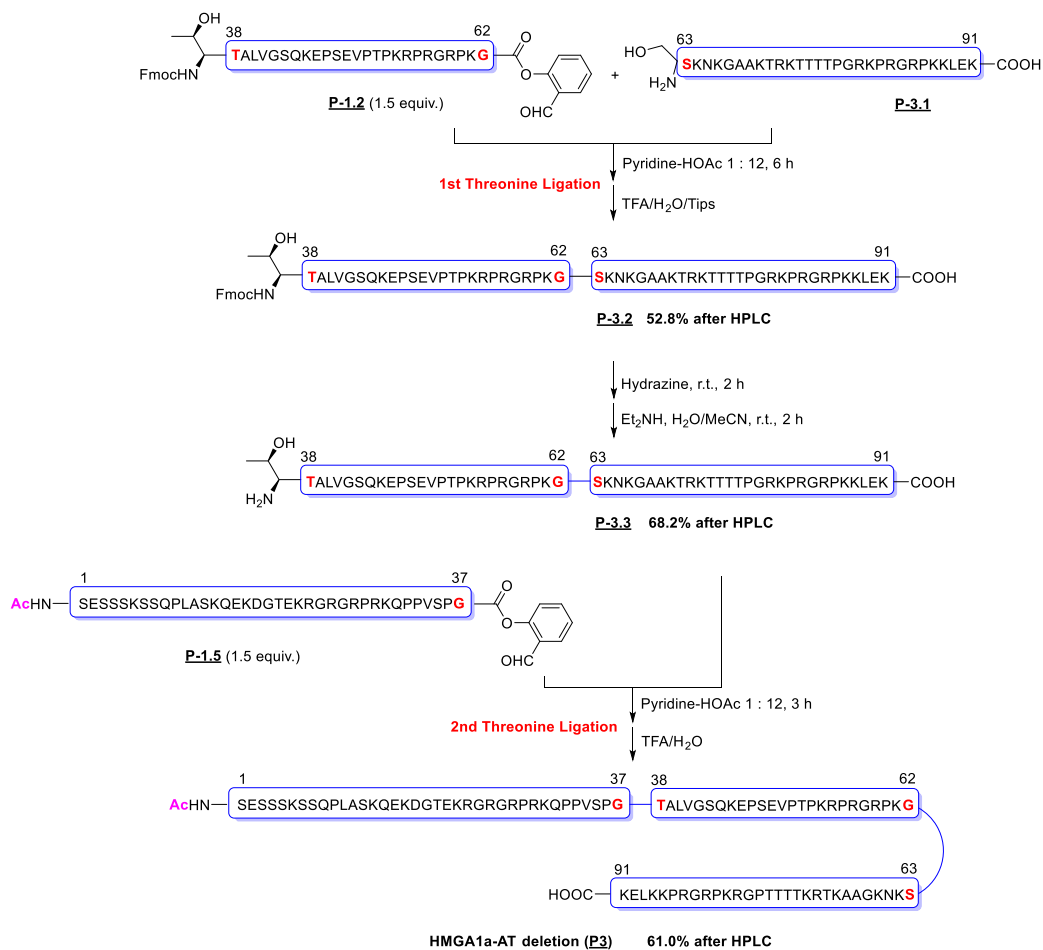 OH
38
62
TALVGSQKEPSEVPTPKRPRGRPKG
FmocHN
O
O
OHC
P-1.2 (1.5 equiv.)
+
63
91
HO
SKNKGAAKTRKTTTTPGRKPRGRPKKLEK
COOH
H2N
P-3.1
Pyridine-HOAc 1 : 12, 6 h
1st Threonine Ligation
TFA/H2O/Tips
OH
38
62
63
91
TALVGSQKEPSEVPTPKRPRGRPKG
SKNKGAAKTRKTTTTPGRKPRGRPKKLEK
COOH
FmocHN
P-3.2 52.8% after HPLC
Hydrazine, r.t., 2 h
Et2NH, H2O/MeCN, r.t., 2 h
OH
38
62
63
91
TALVGSQKEPSEVPTPKRPRGRPKG
SKNKGAAKTRKTTTTPGRKPRGRPKKLEK
COOH
H2N
P-3.3 68.2% after HPLC
1
37
AcHN
SESSSKSSQPLASKQEKDGTEKRGRGRPRKQPPVSPG
O
O
OHC
P-1.5 (1.5 equiv.)
Pyridine-HOAc 1 : 12, 3 h
2nd Threonine Ligation
TFA/H2O
1
37
38
62
AcHN
SESSSKSSQPLASKQEKDGTEKRGRGRPRKQPPVSPG
TALVGSQKEPSEVPTPKRPRGRPKG
91
63
HOOC
KELKKPRGRPKRGPTTTTKRTKAAGKNKS
HMGA1a-AT deletion (P3) 61.0% after HPLC